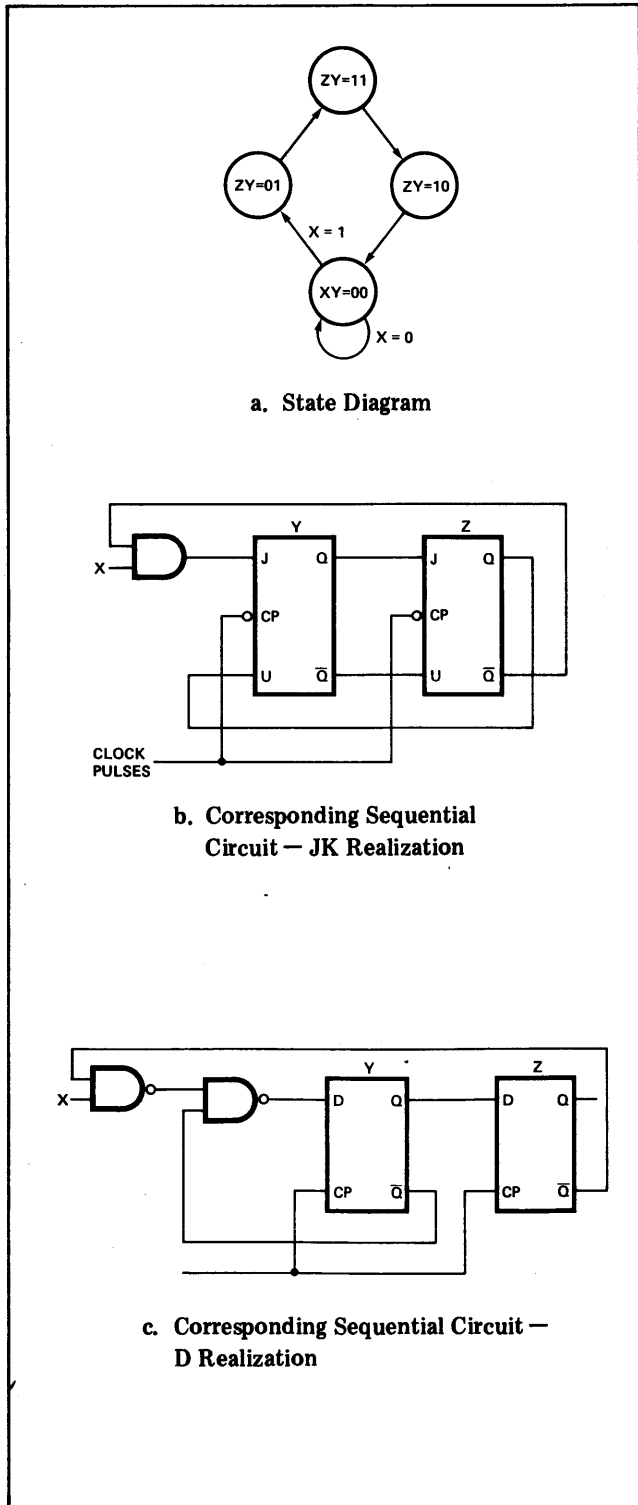 ZY=11
ZY=01
ZY=10
X = 1
XY=00
X = 0
a. State Diagram
Y Z
X
J Q J Q
CP CP
U Q̅ U Q̅
CLOCK
PULSES
b. Corresponding Sequential
Circuit — JK Realization
Y Z
X
D Q D Q
CP Q̅ CP Q̅
c. Corresponding Sequential Circuit —
D Realization